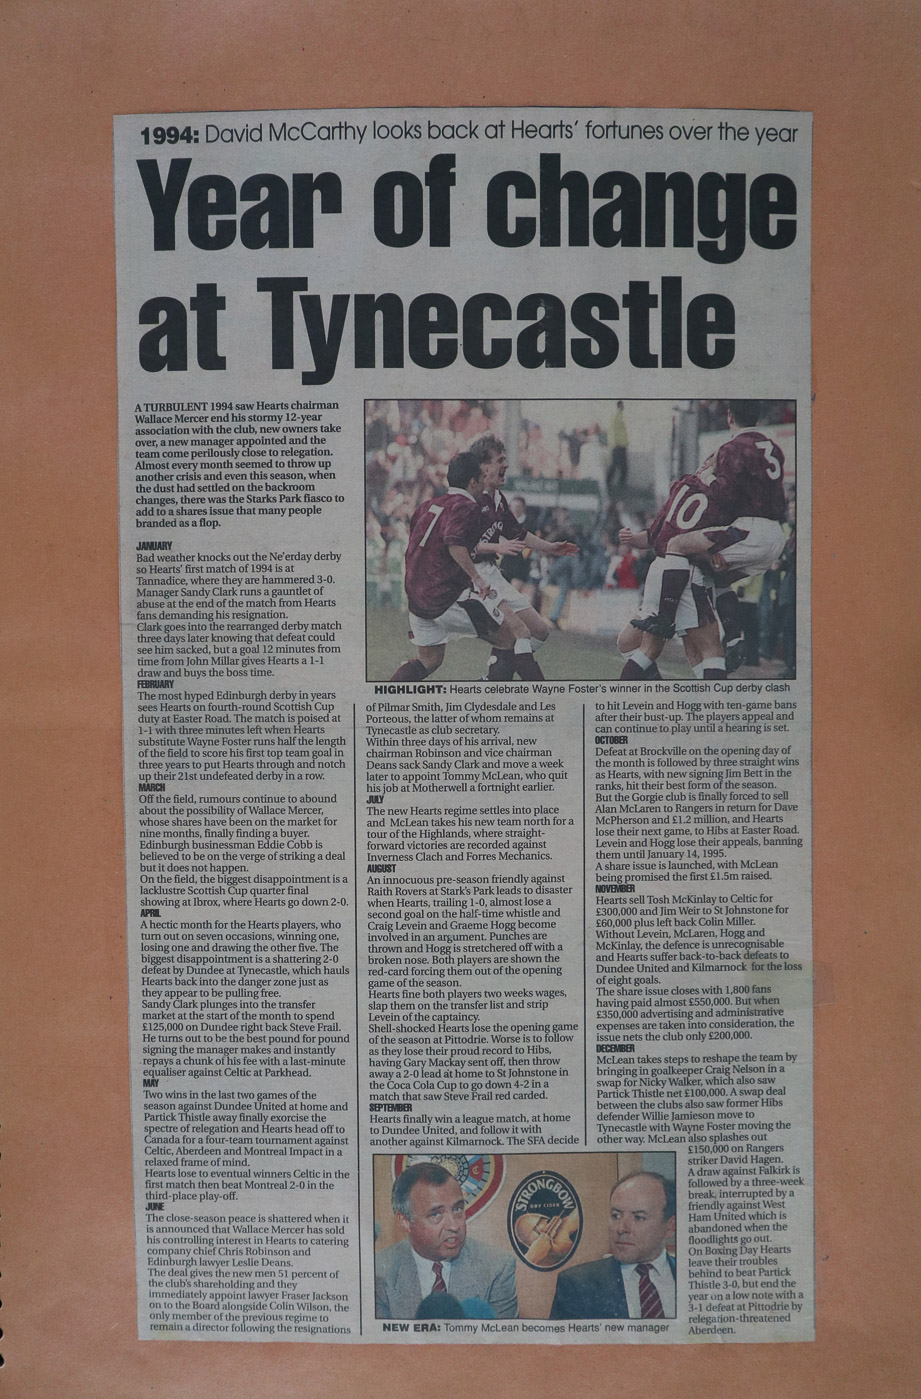 1994: David McCarthy looks back at Hearts' fortunes over the year
Year of change
at Tynecastle
A TURBULENT 1994 saw Hearts chairman
Wallace Mercer end his stormy 12-year
association with the club, new owners take
over, a new manager appointed and the
team come perilously close to relegation.
Almost every month seemed to throw up
another crisis and even this season, when
the dust had settled on the backroom
changes, there was the Starks Park fiasco to
add to a shares issue that many people
branded as a flop.
JANUARY
Bad weather knocks out the Ne'erday derby
so Hearts' first match of 1994 is at
Tannadice, where they are hammered 3-0.
Manager Sandy Clark runs a gauntlet of
abuse at the end of the match from Hearts
fans demanding his resignation.
Clark goes into the rearranged derby match
three days later knowing that defeat could
see him sacked, but a goal 12 minutes from
time from John Millar gives Hearts a 1-1
draw and buys the boss time.
FEBRUARY
The most hyped Edinburgh derby in years
sees Hearts on fourth-round Scottish Cup
duty at Easter Road. The match is poised at
1-1 with three minutes left when Hearts
substitute Wayne Foster runs half the length
of the field to score his first top team goal in
three years to put Hearts through and notch
up their 21st undefeated derby in a row.
MARCH
Off the field, rumours continue to abound
about the possibility of Wallace Mercer,
whose shares have been on the market for
nine months, finally finding a buyer.
Edinburgh businessman Eddie Cobb is
believed to be on the verge of striking a deal
but it does not happen.
On the field, the biggest disappointment is a
lacklustre Scottish Cup quarter final
showing at Ibrox, where Hearts go down 2-0.
APRIL
A hectic month for the Hearts players, who
turn out on seven occasions, winning one,
losing one and drawing the other five. The
biggest disappointment is a shattering 2-0
defeat by Dundee at Tynecastle, which hauls
Hearts back into the danger zone just as
they appear to be pulling free.
Sandy Clark plunges into the transfer
market at the start of the month to spend
£125,000 on Dundee right back Steve Frail.
He turns out to be the best pound for pound
signing the manager makes and instantly
repays a chunk of his fee with a last-minute
equaliser against Celtic at Parkhead.
MAY
Two wins in the last two games of the
season against Dundee United at home and
Partick Thistle away finally exorcise the
spectre of relegation and Hearts head off to
Canada for a four-team tournament against
Celtic, Aberdeen and Montreal Impact in a
relaxed frame of mind.
Hearts lose to eventual winners Celtic in the
first match then beat Montreal 2-0 in the
third-place play-off.
JUNE
The close-season peace is shattered when it
is announced that Wallace Mercer has sold
his controlling interest in Hearts to catering
company chief Chris Robinson and
Edinburgh lawyer Leslie Deans.
The deal gives the new men 51 percent of
the club's shareholding and they
immediately appoint lawyer Fraser Jackson
on to the Board alongside Colin Wilson, the
only member of the previous regime to
remain a director following the resignations
7
10
3
HIGHLIGHT: Hearts celebrate Wayne Foster's winner in the Scottish Cup derby clash
of Pilmar Smith, Jim Clydesdale and Les
Porteous, the latter of whom remains at
Tynecastle as club secretary.
Within three days of his arrival, new
chairman Robinson and vice chairman
Deans sack Sandy Clark and move a week
later to appoint Tommy McLean, who quit
his job at Motherwell a fortnight earlier.
JULY
The new Hearts regime settles into place
and McLean takes his new team north for a
tour of the Highlands, where straight-
forward victories are recorded against
Inverness Clach and Forres Mechanics.
AUGUST
An innocuous pre-season friendly against
Raith Rovers at Stark's Park leads to disaster
when Hearts, trailing 1-0, almost lose a
second goal on the half-time whistle and
Craig Levein and Graeme Hogg become
involved in an argument. Punches are
thrown and Hogg is stretchered off with a
broken nose. Both players are shown the
red-card forcing them out of the opening
game of the season.
Hearts fine both players two weeks wages,
slap them on the transfer list and strip
Levein of the captaincy.
Shell-shocked Hearts lose the opening game
of the season at Pittodrie. Worse is to follow
as they lose their proud record to Hibs,
having Gary Mackay sent off, then throw
away a 2-0 lead at home to St Johnstone in
the Coca Cola Cup to go down 4-2 in a
match that saw Steve Frail red carded.
SEPTEMBER
Hearts finally win a league match, at home
to Dundee United, and follow it with
another against Kilmarnock. The SFA decide
STRONGBOW
DRY CIDER
NEW ERA: Tommy McLean becomes Hearts' new manager
to hit Levein and Hogg with ten-game bans
after their bust-up. The players appeal and
can continue to play until a hearing is set.
OCTOBER
Defeat at Brockville on the opening day of
the month is followed by three straight wins
as Hearts, with new signing Jim Bett in the
ranks, hit their best form of the season.
But the Gorgie club is finally forced to sell
Alan McLaren to Rangers in return for Dave
McPherson and £1.2 million, and Hearts
lose their next game, to Hibs at Easter Road.
Levein and Hogg lose their appeals, banning
them until January 14, 1995.
A share issue is launched, with McLean
being promised the first £1.5m raised.
NOVEMBER
Hearts sell Tosh McKinlay to Celtic for
£300,000 and Jim Weir to St Johnstone for
£60,000 plus left back Colin Miller.
Without Levein, McLaren, Hogg and
McKinlay, the defence is unrecognisable
and Hearts suffer back-to-back defeats to
Dundee United and Kilmarnock for the loss
of eight goals.
The share issue closes with 1,800 fans
having paid almost £550,000. But when
£350,000 advertising and administrative
expenses are taken into consideration, the
issue nets the club only £200,000.
DECEMBER
McLean takes steps to reshape the team by
bringing in goalkeeper Craig Nelson in a
swap for Nicky Walker, which also saw
Partick Thistle net £100,000. A swap deal
between the clubs also saw former Hibs
defender Willie Jamieson move to
Tynecastle with Wayne Foster moving the
other way. McLean also splashes out
£150,000 on Rangers
striker David Hagen.
A draw against Falkirk is
followed by a three-week
break, interrupted by a
friendly against West
Ham United which is
abandoned when the
floodlights go out.
On Boxing Day Hearts
leave their troubles
behind to beat Partick
Thistle 3-0, but end the
year on a low note with a
3-1 defeat at Pittodrie by
relegation-threatened
Aberdeen.